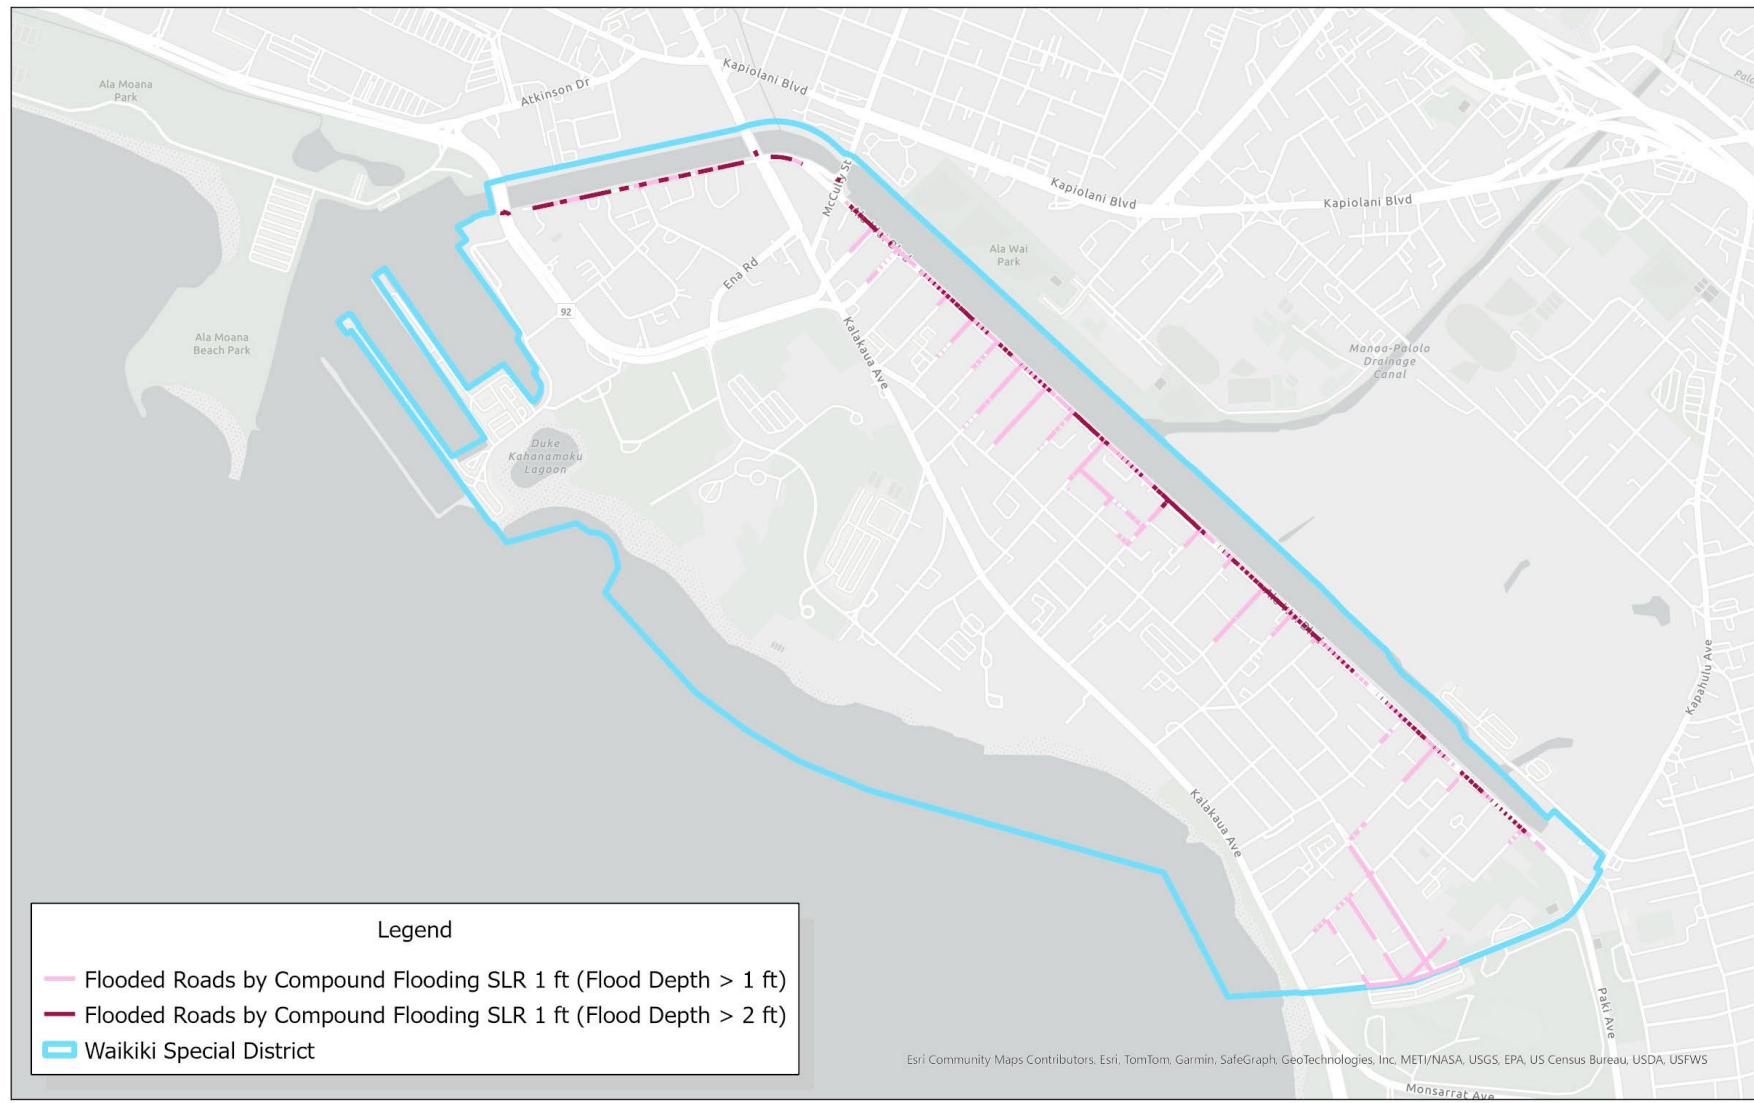 Ala Moana
Park
Atkinson Dr
Kapiolani Blvd
McCully St
Kapiolani Blvd
Kapiolani Blvd
Ala Wai
Park
Ena Rd
92
Ala Moana
Beach Park
Kalakaua Ave
Manoa-Palolo
Drainage
Canal
Duke
Kahanamoku
Lagoon
Kapahulu Ave
Kalakaua Ave
Paki Ave
Monsarrat Ave
Legend
Flooded Roads by Compound Flooding SLR 1 ft (Flood Depth > 1 ft)
Flooded Roads by Compound Flooding SLR 1 ft (Flood Depth > 2 ft)
Waikiki Special District
Esri Community Maps Contributors, Esri, TomTom, Garmin, SafeGraph, GeoTechnologies, Inc, METI/NASA, USGS, EPA, US Census Bureau, USDA, USFWS